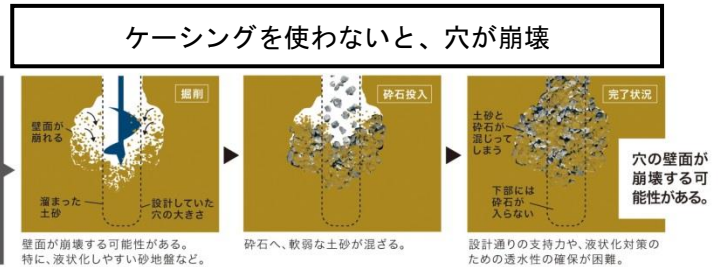 ケーシングを使わないと、穴が崩壊
掘削
壁面が
崩れる
溜まった
土砂
設計していた
穴の大きさ
壁面が崩壊する可能性がある。
特に、液状化しやすい砂地盤など。
砕石投入
砕石へ、軟弱な土砂が混ざる。
完了状況
土砂と
砕石が
混じって
しまう
下部には
砕石が
入らない
設計通りの支持力や、液状化対策の
ための透水性の確保が困難。
穴の壁面が
崩壊する可
能性がある。